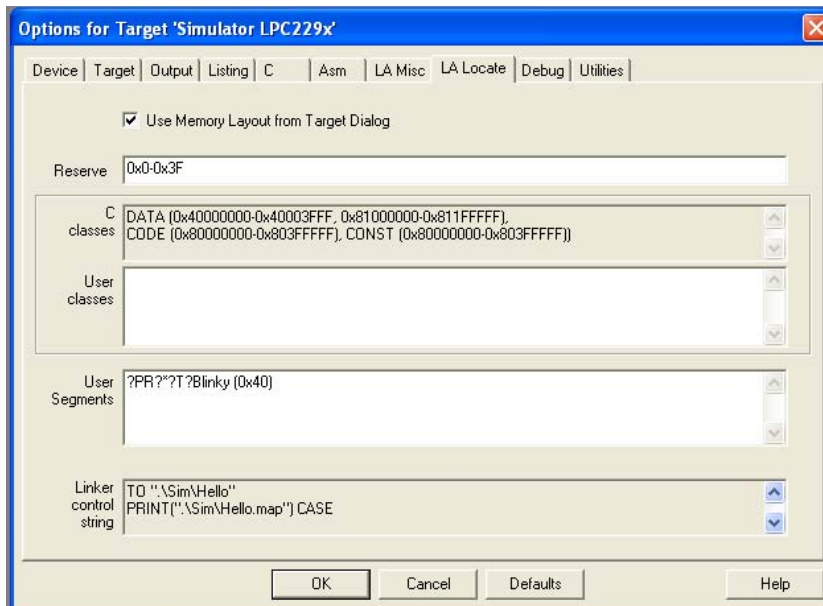 Options for Target 'Simulator LPC229x'
Device Target Output Listing C Asm LA Misc LA Locate Debug Utilities
Use Memory Layout from Target Dialog
Reserve 0x0-0x3F
C classes
DATA (0x40000000-0x40003FFF, 0x81000000-0x811FFFFF),
CODE (0x80000000-0x803FFFFF), CONST (0x80000000-0x803FFFFF))
User
classes
User Segments
?PR?*?T?Blinky (0x40)
Linker control string
TO ".\Sim\Hello"
PRINT(".\Sim\Hello.map") CASE
OK Cancel Defaults Help